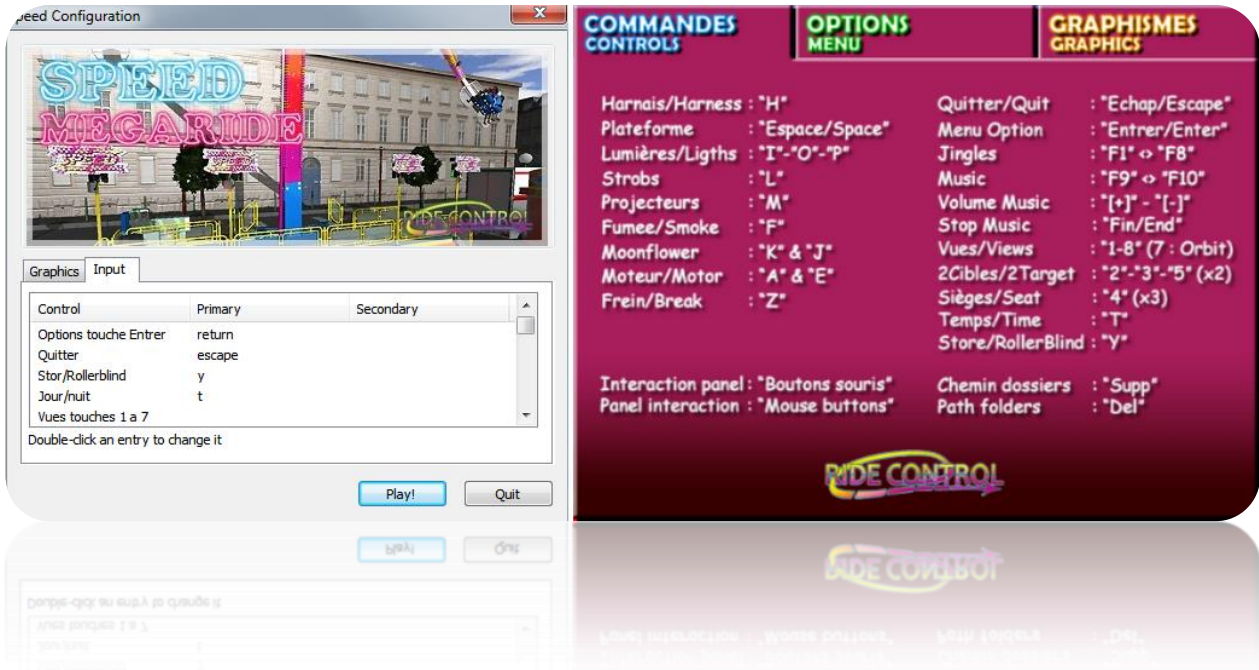 peed Configuration
x
SPEED
MEGARIDE
SPEED
SPEED
RIDE CONTROL
Graphics
Input
Control Primary Secondary
Options touche Entrer return
Quitter escape
Stor/Rollerblind y
Jour/nuit t
Vues touches 1 a 7
Double-click an entry to change it
Play! Quit
COMMANDES
CONTROLS
OPTIONS
MENU
GRAPHISMES
GRAPHICS
Harnais/Harness : "H"
Plateforme : "Espace/Space"
Lumières/Ligths : "I"-"O"-"P"
Strobs : "L"
Projecteurs : "M"
Fumee/Smoke : "F"
Moonflower : "K" & "J"
Moteur/Motor : "A" & "E"
Frein/Break : "Z"
Interaction panel : "Boutons souris"
Panel interaction : "Mouse buttons"
Quitter/Quit : "Echap/Escape"
Menu Option : "Entrer/Enter"
Jingles : "F1" <> "F8"
Music : "F9" <> "F10"
Volume Music : "[+]" - "[-]"
Stop Music : "Fin/End"
Vues/Views : "1-8" (7 : Orbit)
2Cibles/2Target : "2"-"3"-"5" (x2)
Sièges/Seat : "4" (x3)
Temps/Time : "T"
Store/RollerBlind : "Y"
Chemin dossiers : "Supp"
Path folders : "Del"
RIDE CONTROL